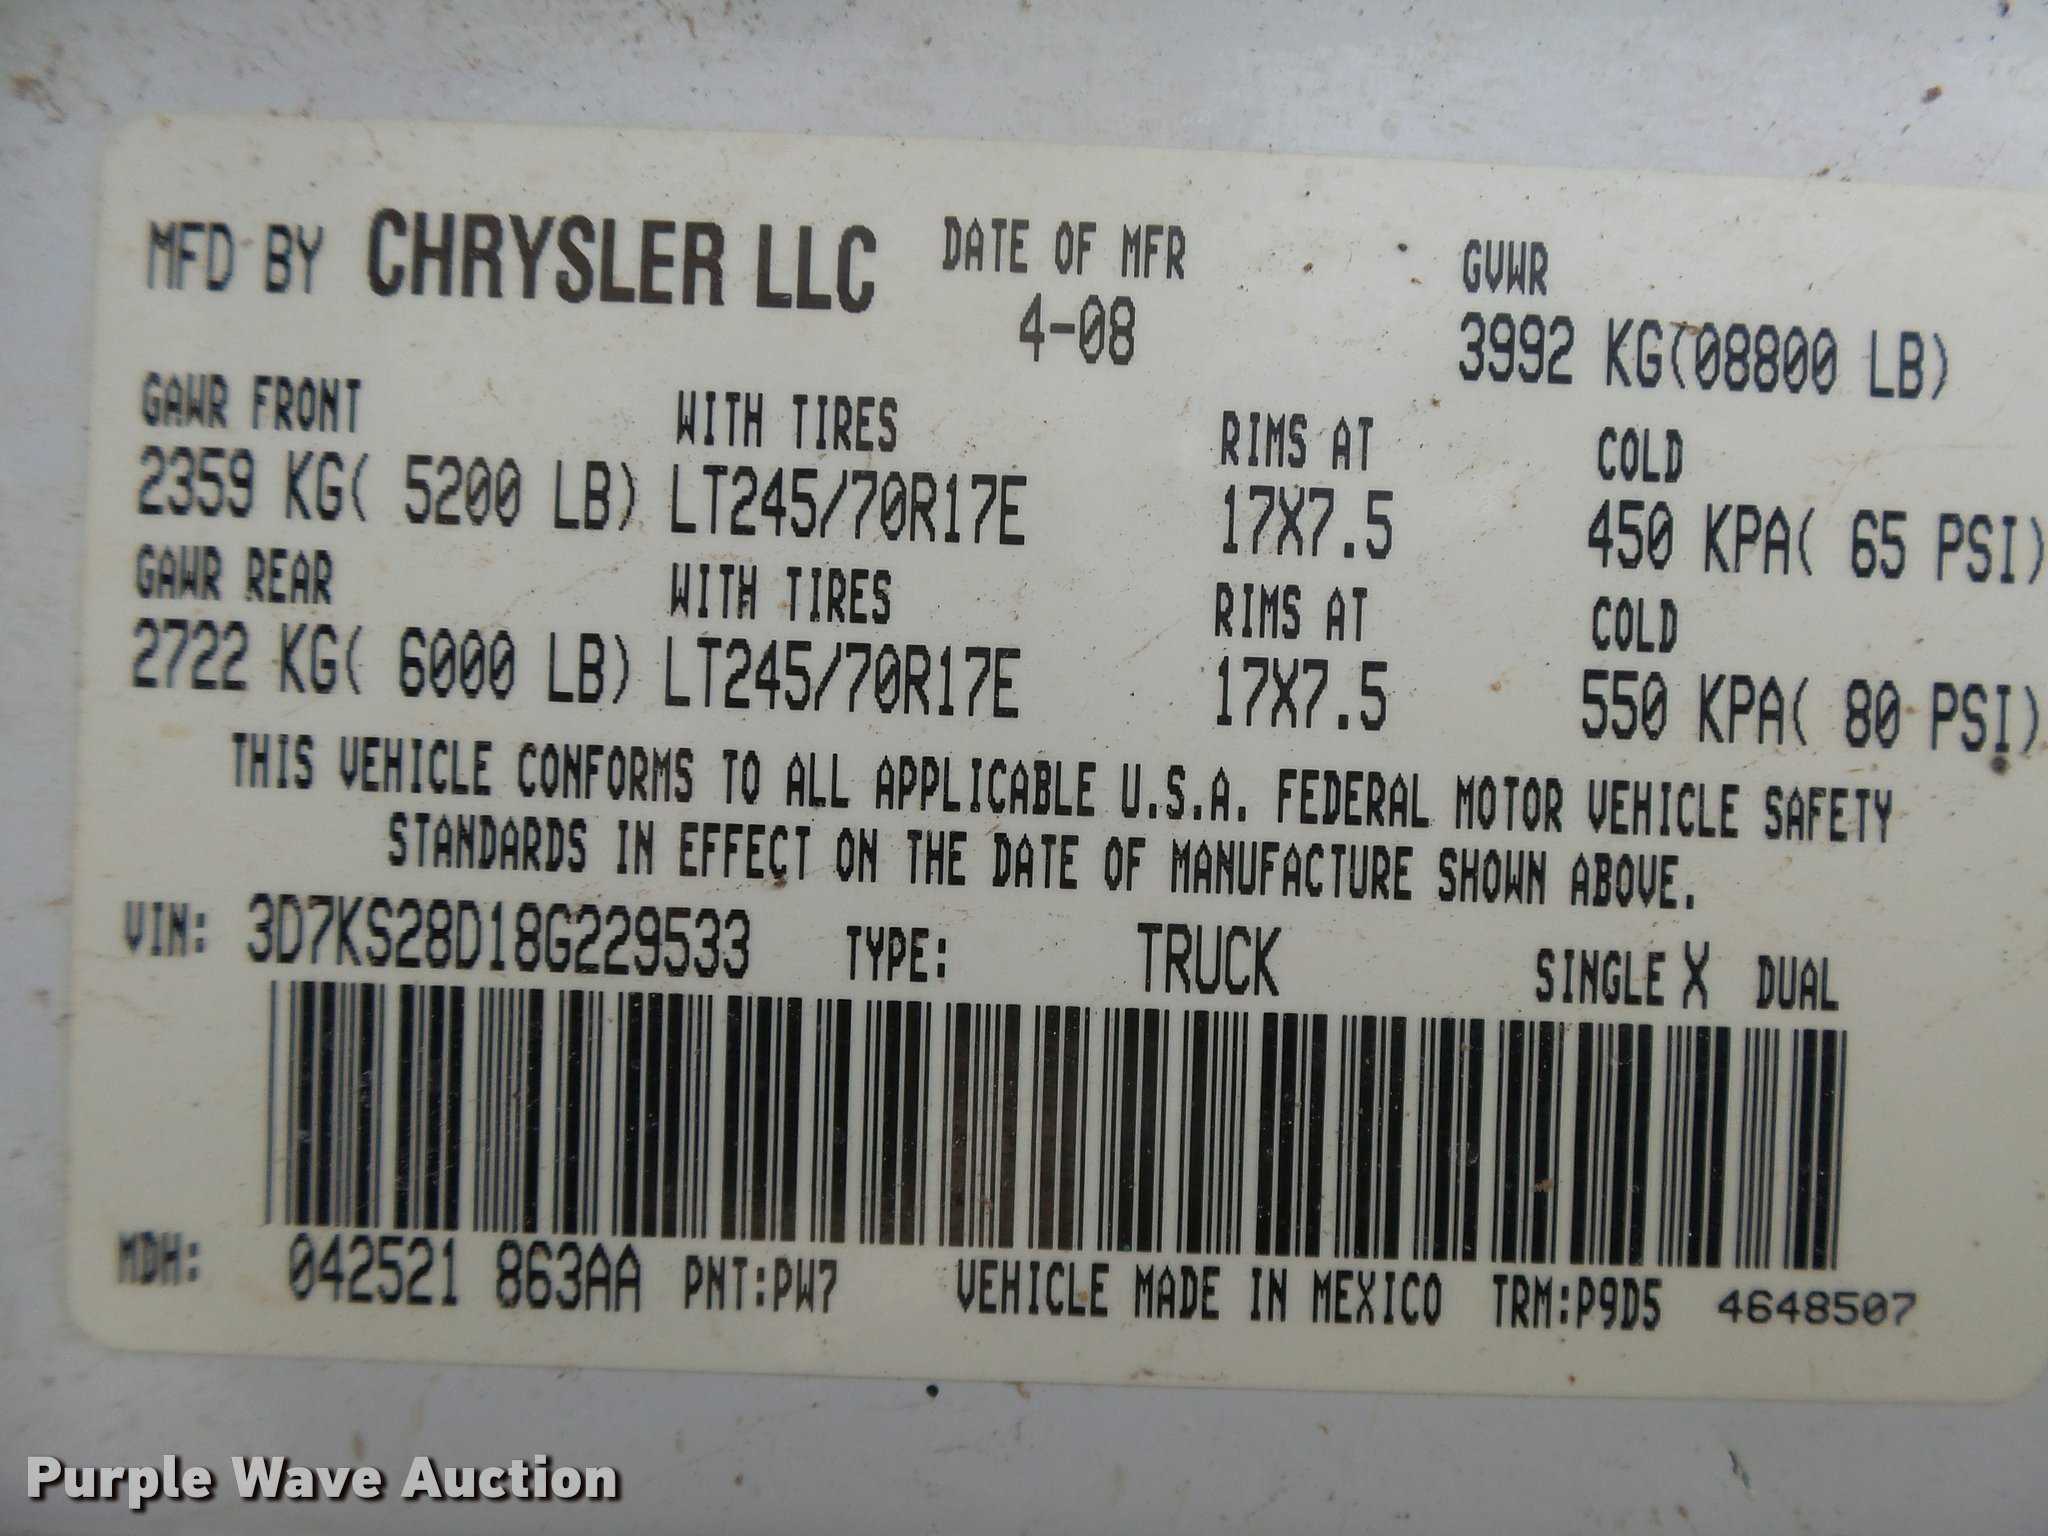 MFD BY CHRYSLER LLC DATE OF MFR GVWR
4-08 3992 KG(08800 LB)
GAWR FRONT WITH TIRES RIMS AT COLD
2359 KG( 5200 LB) LT245/70R17E 17X7.5 450 KPA( 65 PSI)
GAWR REAR WITH TIRES RIMS AT COLD
2722 KG( 6000 LB) LT245/70R17E 17X7.5 550 KPA( 80 PSI)
THIS VEHICLE CONFORMS TO ALL APPLICABLE U.S.A. FEDERAL MOTOR VEHICLE SAFETY
STANDARDS IN EFFECT ON THE DATE OF MANUFACTURE SHOWN ABOVE.
VIN: 3D7KS28D18G229533 TYPE: TRUCK SINGLE X DUAL
MDH: 042521 863AA PNT:PW7 VEHICLE MADE IN MEXICO TRM:P9D5 4648507
Purple Wave Auction